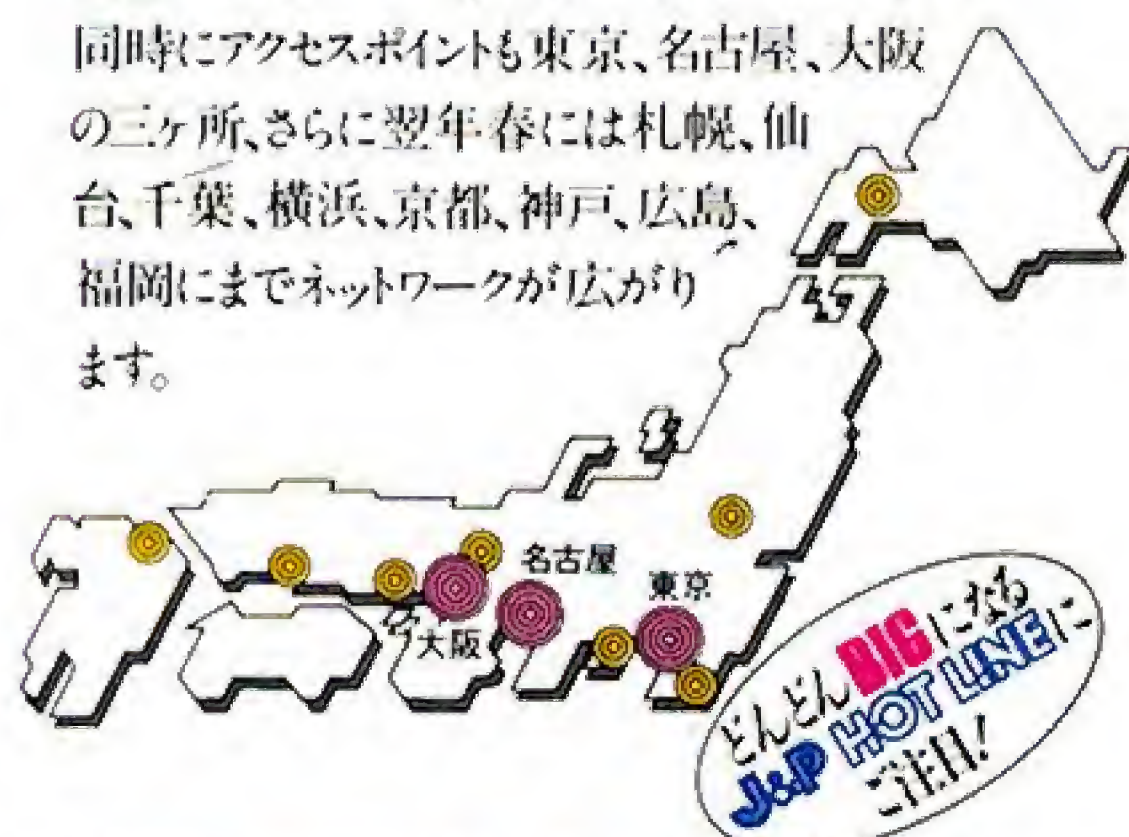 同時にアクセスポイントも東京、名古屋、大阪
の三ヶ所、さらに翌年春には札幌、仙
台、千葉、横浜、京都、神戸、広島、
福岡にまでネットワークが広がり
ます。
名古屋
東京
大阪
どんどんBIGになる
J&P HOT LINEに
ご注目!